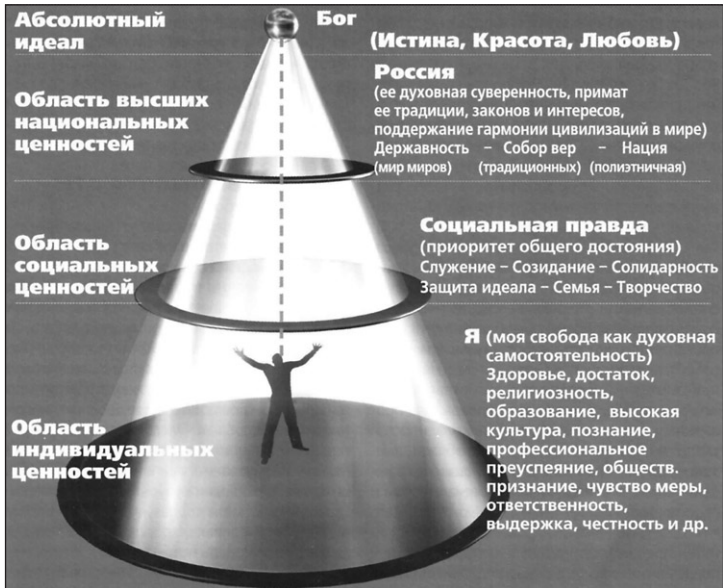 Абсолютный
идеал
Бог
(Истина, Красота, Любовь)
Область высших
национальных
ценностей
Россия
(ее духовная суверенность, примат
ее традиции, законов и интересов,
поддержание гармонии цивилизаций в мире)
Державность – Собор вер – Нация
(мир миров) (традиционных) (полиэтничная)
Область
социальных
ценностей
Социальная правда
(приоритет общего достояния)
Служение – Созидание – Солидарность
Защита идеала – Семья – Творчество
Область
индивидуальных
ценностей
Я (моя свобода как духовная
самостоятельность)
Здоровье, достаток,
религиозность,
образование, высокая
культура, познание,
профессиональное
преуспеяние, обществ.
признание, чувство меры,
ответственность,
выдержка, честность и др.